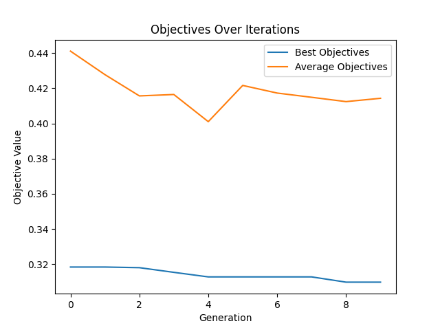 Objectives Over Iterations
Best Objectives
Average Objectives
Objective Value
0.44
0.42
0.40
0.38
0.36
0.34
0.32
0 2 4 6 8
Generation